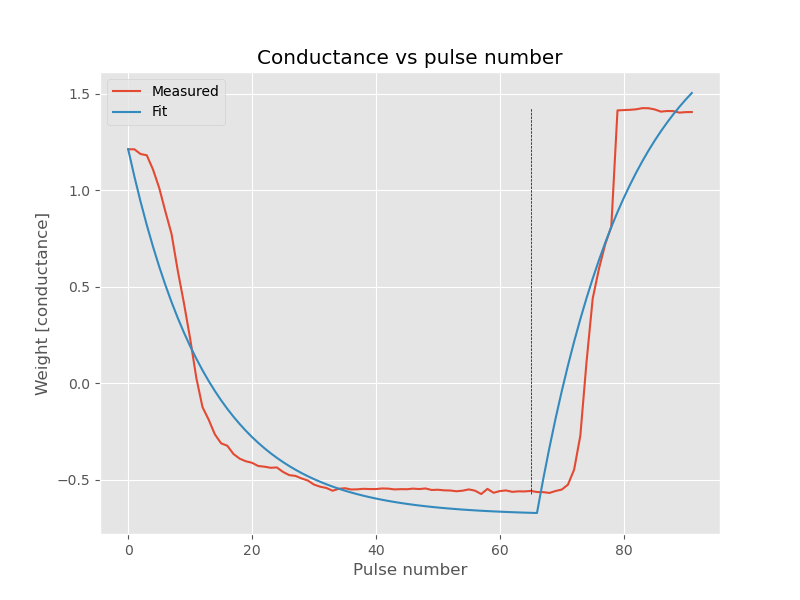 Conductance vs pulse number
Measured
Fit
1.5
1.0
0.5
0.0
−0.5
Weight [conductance]
0
20
40
60
80
Pulse number